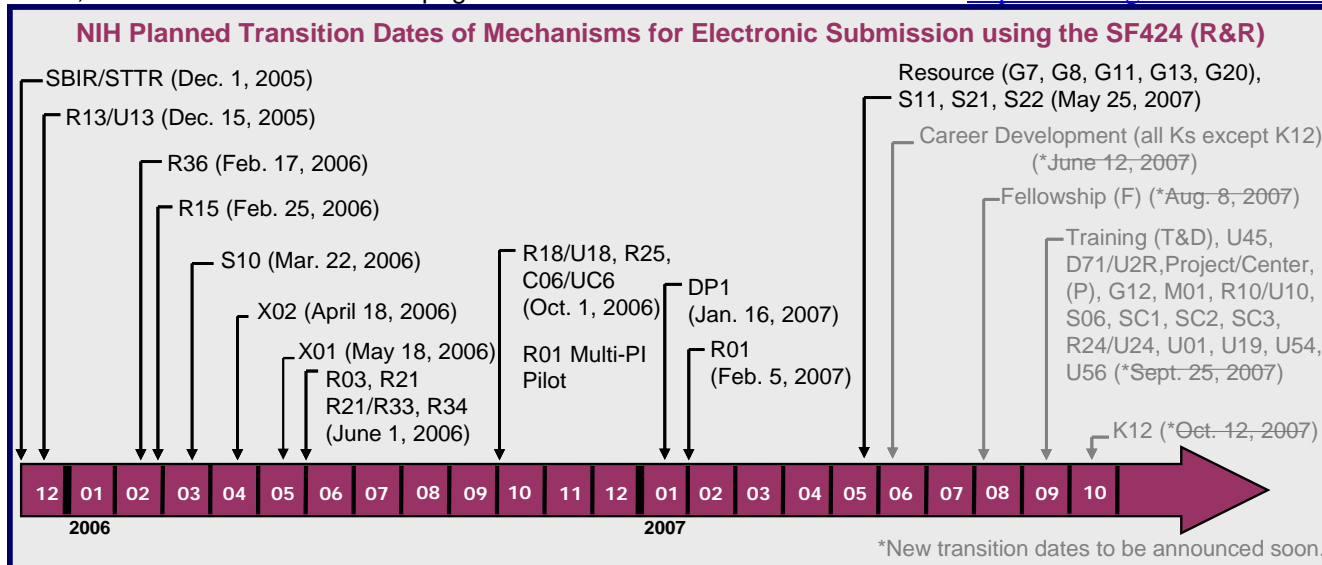 NIH Planned Transition Dates of Mechanisms for Electronic Submission using the SF424 (R&R)
SBIR/STTR (Dec. 1, 2005)
R13/U13 (Dec. 15, 2005)
R36 (Feb. 17, 2006)
R15 (Feb. 25, 2006)
S10 (Mar. 22, 2006)
X02 (April 18, 2006)
X01 (May 18, 2006)
R03, R21
R21/R33, R34
(June 1, 2006)
R18/U18, R25,
C06/UC6
(Oct. 1, 2006)
R01 Multi-PI
Pilot
DP1
(Jan. 16, 2007)
R01
(Feb. 5, 2007)
Resource (G7, G8, G11, G13, G20),
S11, S21, S22 (May 25, 2007)
Career Development (all Ks except K12)
(*June 12, 2007)
Fellowship (F) (*Aug. 8, 2007)
Training (T&D), U45,
D71/U2R,Project/Center,
(P), G12, M01, R10/U10,
S06, SC1, SC2, SC3,
R24/U24, U01, U19, U54,
U56 (*Sept. 25, 2007)
K12 (*Oct. 12, 2007)
12 01 02 03 04 05 06 07 08 09 10 11 12 01 02 03 04 05 06 07 08 09 10
2006 2007
*New transition dates to be announced soon.